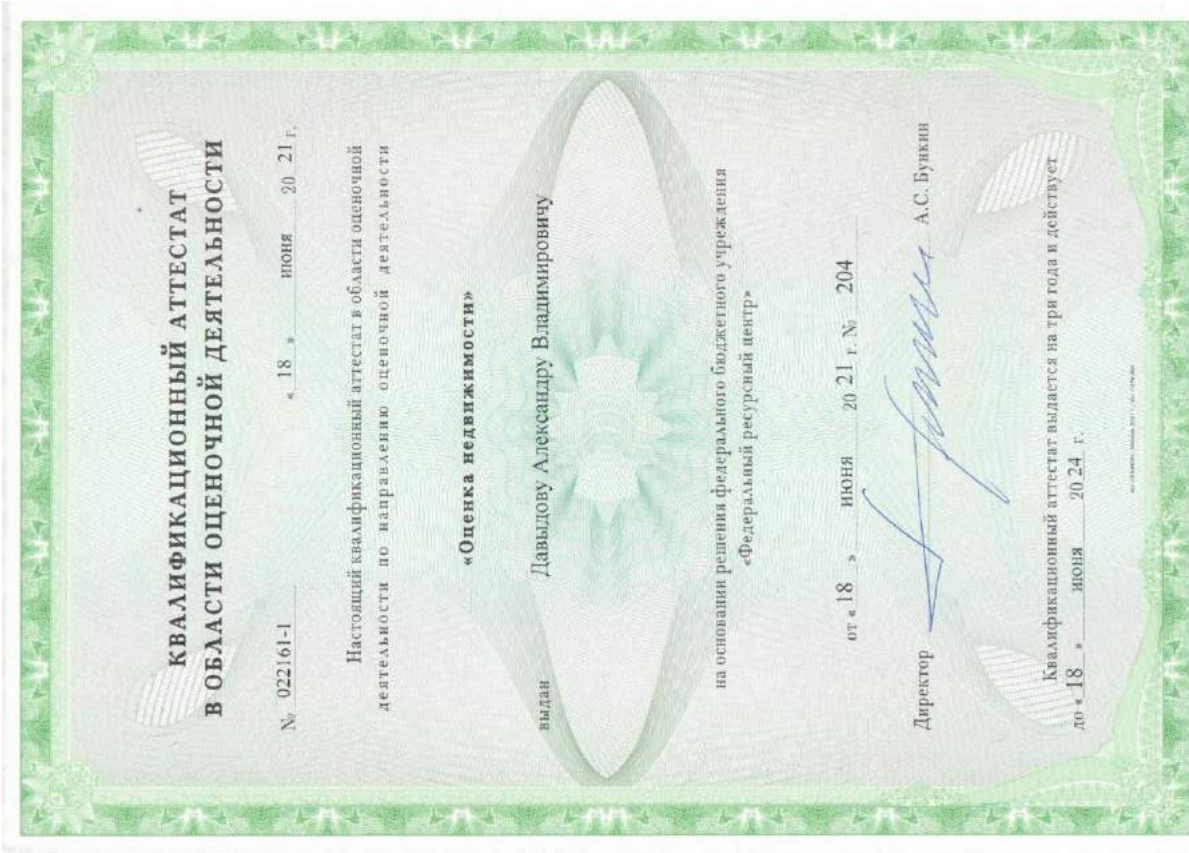 КВАЛИФИКАЦИОННЫЙ АТТЕСТАТ
В ОБЛАСТИ ОЦЕНОЧНОЙ ДЕЯТЕЛЬНОСТИ
№ 022161-1 « 18 » июня 20 21 г.
Настоящий квалификационный аттестат в области оценочной
деятельности по направлению оценочной деятельности
«Оценка недвижимости»
выдан Давыдову Александру Владимировичу
на основании решения федерального бюджетного учреждения
«Федеральный ресурсный центр»
от « 18 » июня 20 21 г. № 204
Директор А.С. Бункин
Квалификационный аттестат выдается на три года и действует
до « 18 » июня 20 24 г.